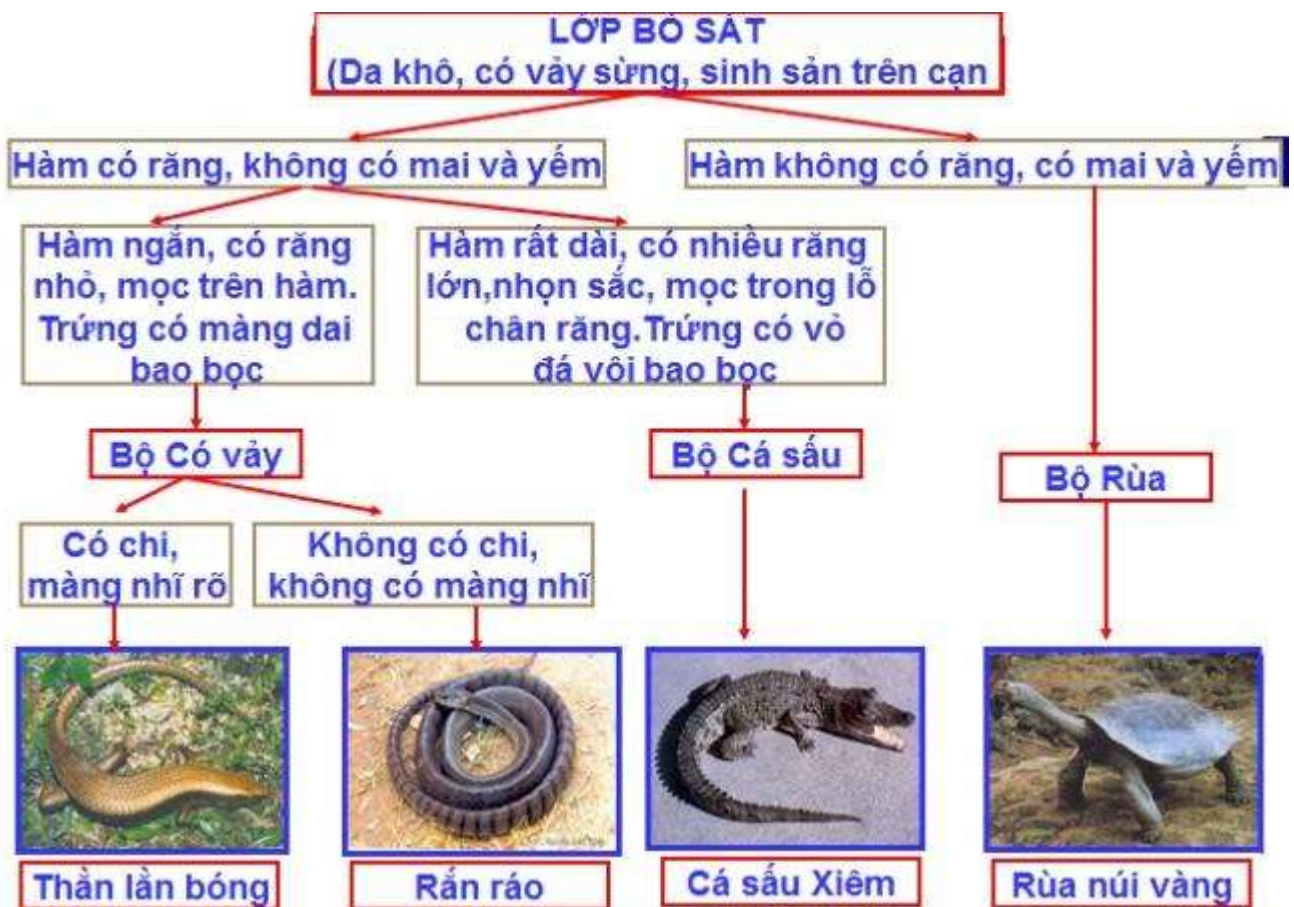 LỚP BÒ SÁT
(Da khô, có vảy sừng, sinh sản trên cạn
Hàm có răng, không có mai và yếm
Hàm không có răng, có mai và yếm
Hàm ngắn, có răng
nhỏ, mọc trên hàm.
Trứng có màng dai
bao bọc
Hàm rất dài, có nhiều răng
lớn,nhọn sắc, mọc trong lỗ
chân răng.Trứng có vỏ
đá vôi bao bọc
Bộ Có vảy
Bộ Cá sấu
Bộ Rùa
Có chi,
màng nhĩ rõ
Không có chi,
không có màng nhĩ
Thằn lằn bóng
Rắn ráo
Cá sấu Xiêm
Rùa núi vàng